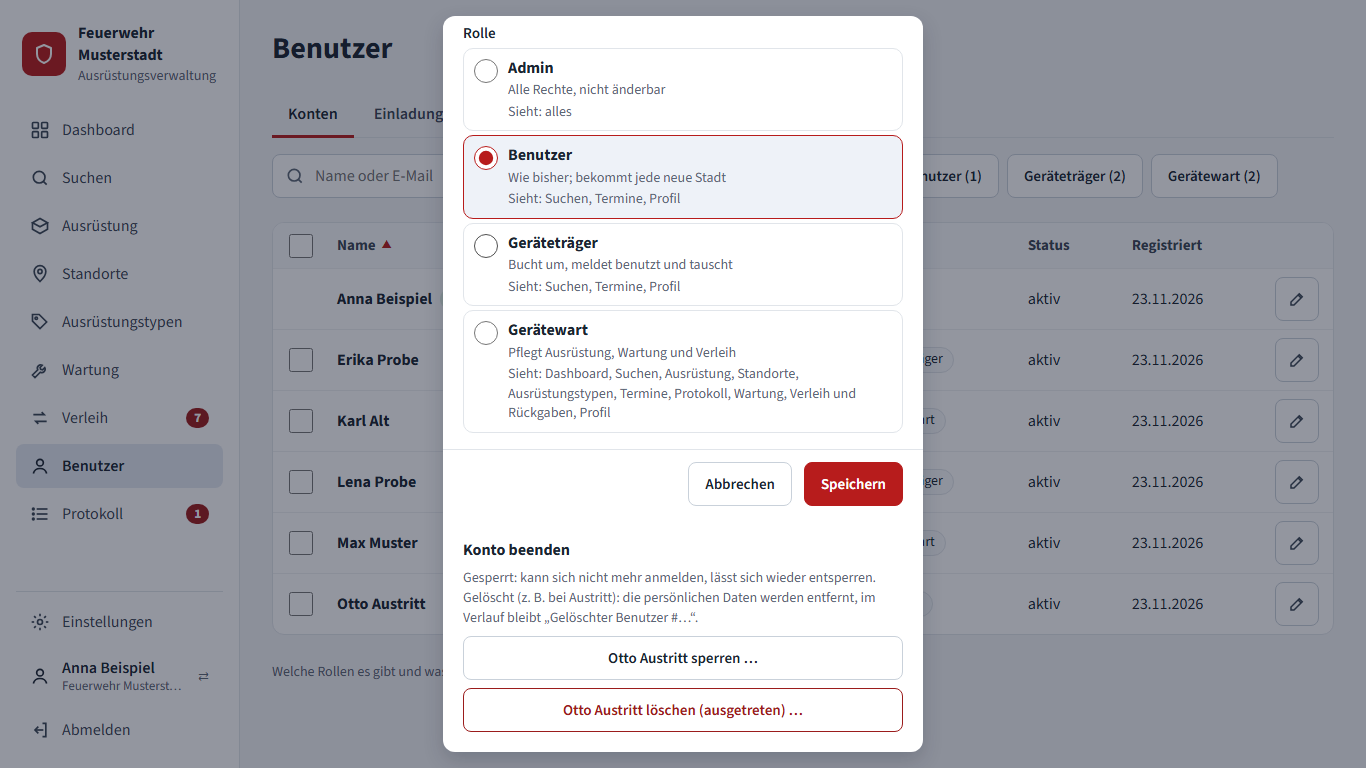 Feuerwehr
Musterstadt
Ausrüstungsverwaltung
Dashboard
Suchen
Ausrüstung
Standorte
Ausrüstungstypen
Wartung
Verleih 7
Benutzer
Protokoll 1
Einstellungen
Anna Beispiel
Feuerwehr Musterst…
Abmelden
Benutzer
Konten
Name oder E-Mail
Geräteträger (2)
Gerätewart (2)
Name Status Registriert
Anna Beispiel aktiv 23.11.2026
Erika Probe aktiv 23.11.2026
Karl Alt aktiv 23.11.2026
Lena Probe aktiv 23.11.2026
Max Muster aktiv 23.11.2026
Otto Austritt aktiv 23.11.2026
Welche Rollen es gibt und
Rolle
Admin
Alle Rechte, nicht änderbar
Sieht: alles
Benutzer
Wie bisher; bekommt jede neue Stadt
Sieht: Suchen, Termine, Profil
Geräteträger
Bucht um, meldet benutzt und tauscht
Sieht: Suchen, Termine, Profil
Gerätewart
Pflegt Ausrüstung, Wartung und Verleih
Sieht: Dashboard, Suchen, Ausrüstung, Standorte,
Ausrüstungstypen, Termine, Protokoll, Wartung, Verleih und
Rückgaben, Profil
Abbrechen
Speichern
Konto beenden
Gesperrt: kann sich nicht mehr anmelden, lässt sich wieder entsperren.
Gelöscht (z. B. bei Austritt): die persönlichen Daten werden entfernt, im
Verlauf bleibt „Gelöschter Benutzer #…“.
Otto Austritt sperren …
Otto Austritt löschen (ausgetreten) …